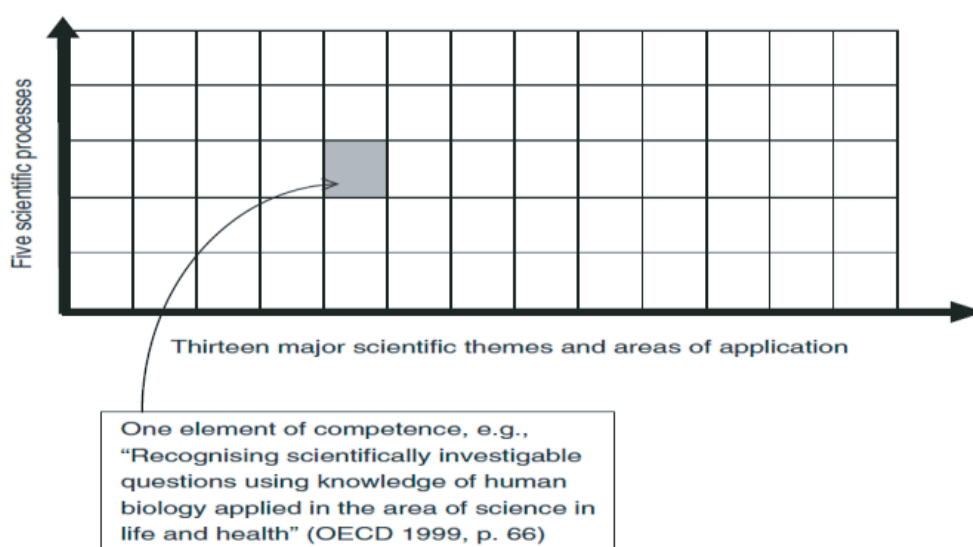 Five scientific processes
Thirteen major scientific themes and areas of application
One element of competence, e.g.,
“Recognising scientifically investigable
questions using knowledge of human
biology applied in the area of science in
life and health” (OECD 1999, p. 66)